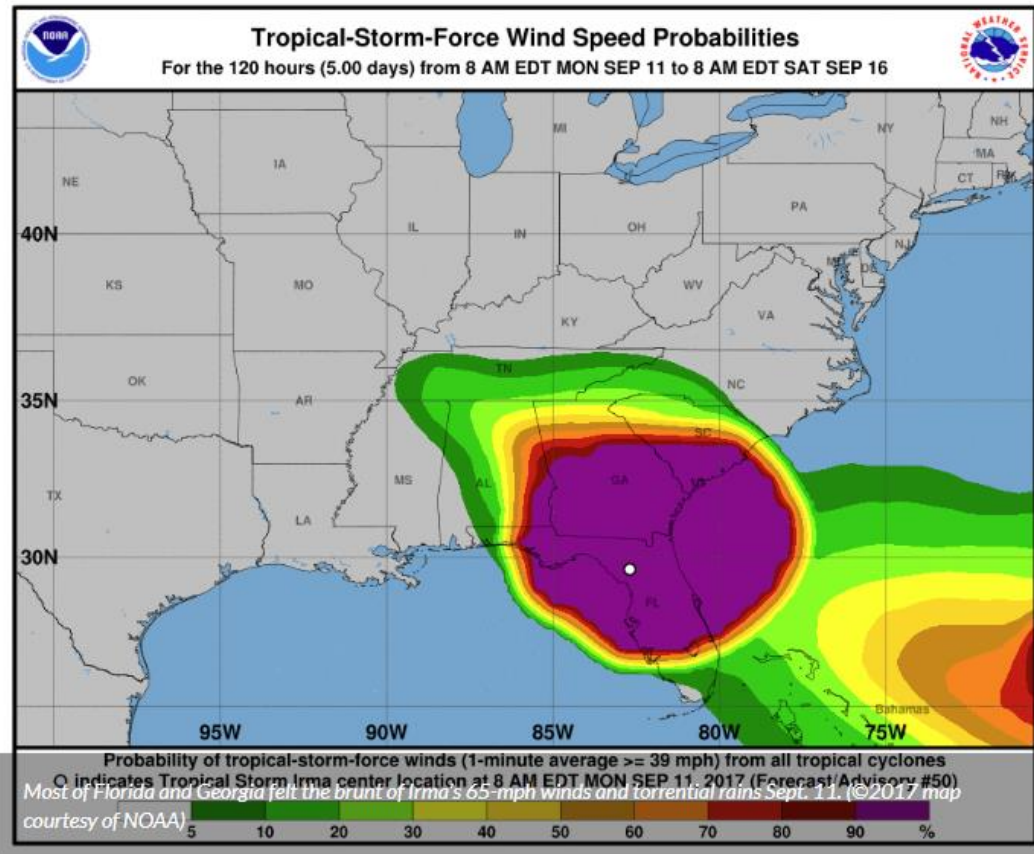 NOAA
NATIONAL WEATHER SERVICE
Tropical-Storm-Force Wind Speed Probabilities
For the 120 hours (5.00 days) from 8 AM EDT MON SEP 11 to 8 AM EDT SAT SEP 16
MI
NY
NH
IA
MA
NE
CT
PA
40N
IL
IN
OH
NJ
DE
KS
MO
WV
VA
KY
TN
OK
NC
35N
AR
SC
MS
AL
GA
TX
LA
30N
FL
Bahamas
95W
90W
85W
80W
75W
Probability of tropical-storm-force winds (1-minute average >= 39 mph) from all tropical cyclones
O indicates Tropical Storm Irma center location at 8 AM EDT MON SEP 11, 2017 (Forecast/Advisory #50)
Most of Florida and Georgia felt the brunt of Irma's 65-mph winds and torrential rains Sept. 11. (©2017 map
courtesy of NOAA)
5 10 20 30 40 50 60 70 80 90 %